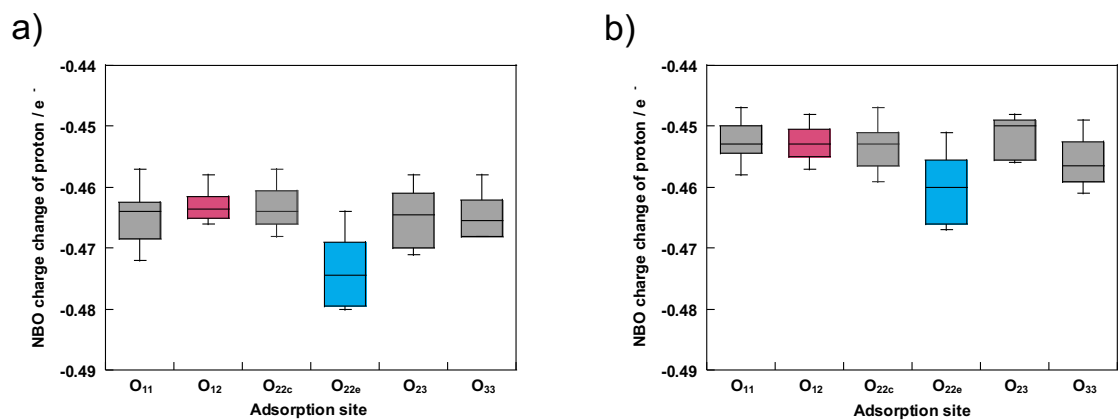 a)
NBO charge change of proton / e⁻
-0.44
-0.45
-0.46
-0.47
-0.48
-0.49
O₁₁ O₁₂ O₂₂c O₂₂e O₂₃ O₃₃
Adsorption site
b)
NBO charge change of proton / e⁻
-0.44
-0.45
-0.46
-0.47
-0.48
-0.49
O₁₁ O₁₂ O₂₂c O₂₂e O₂₃ O₃₃
Adsorption site